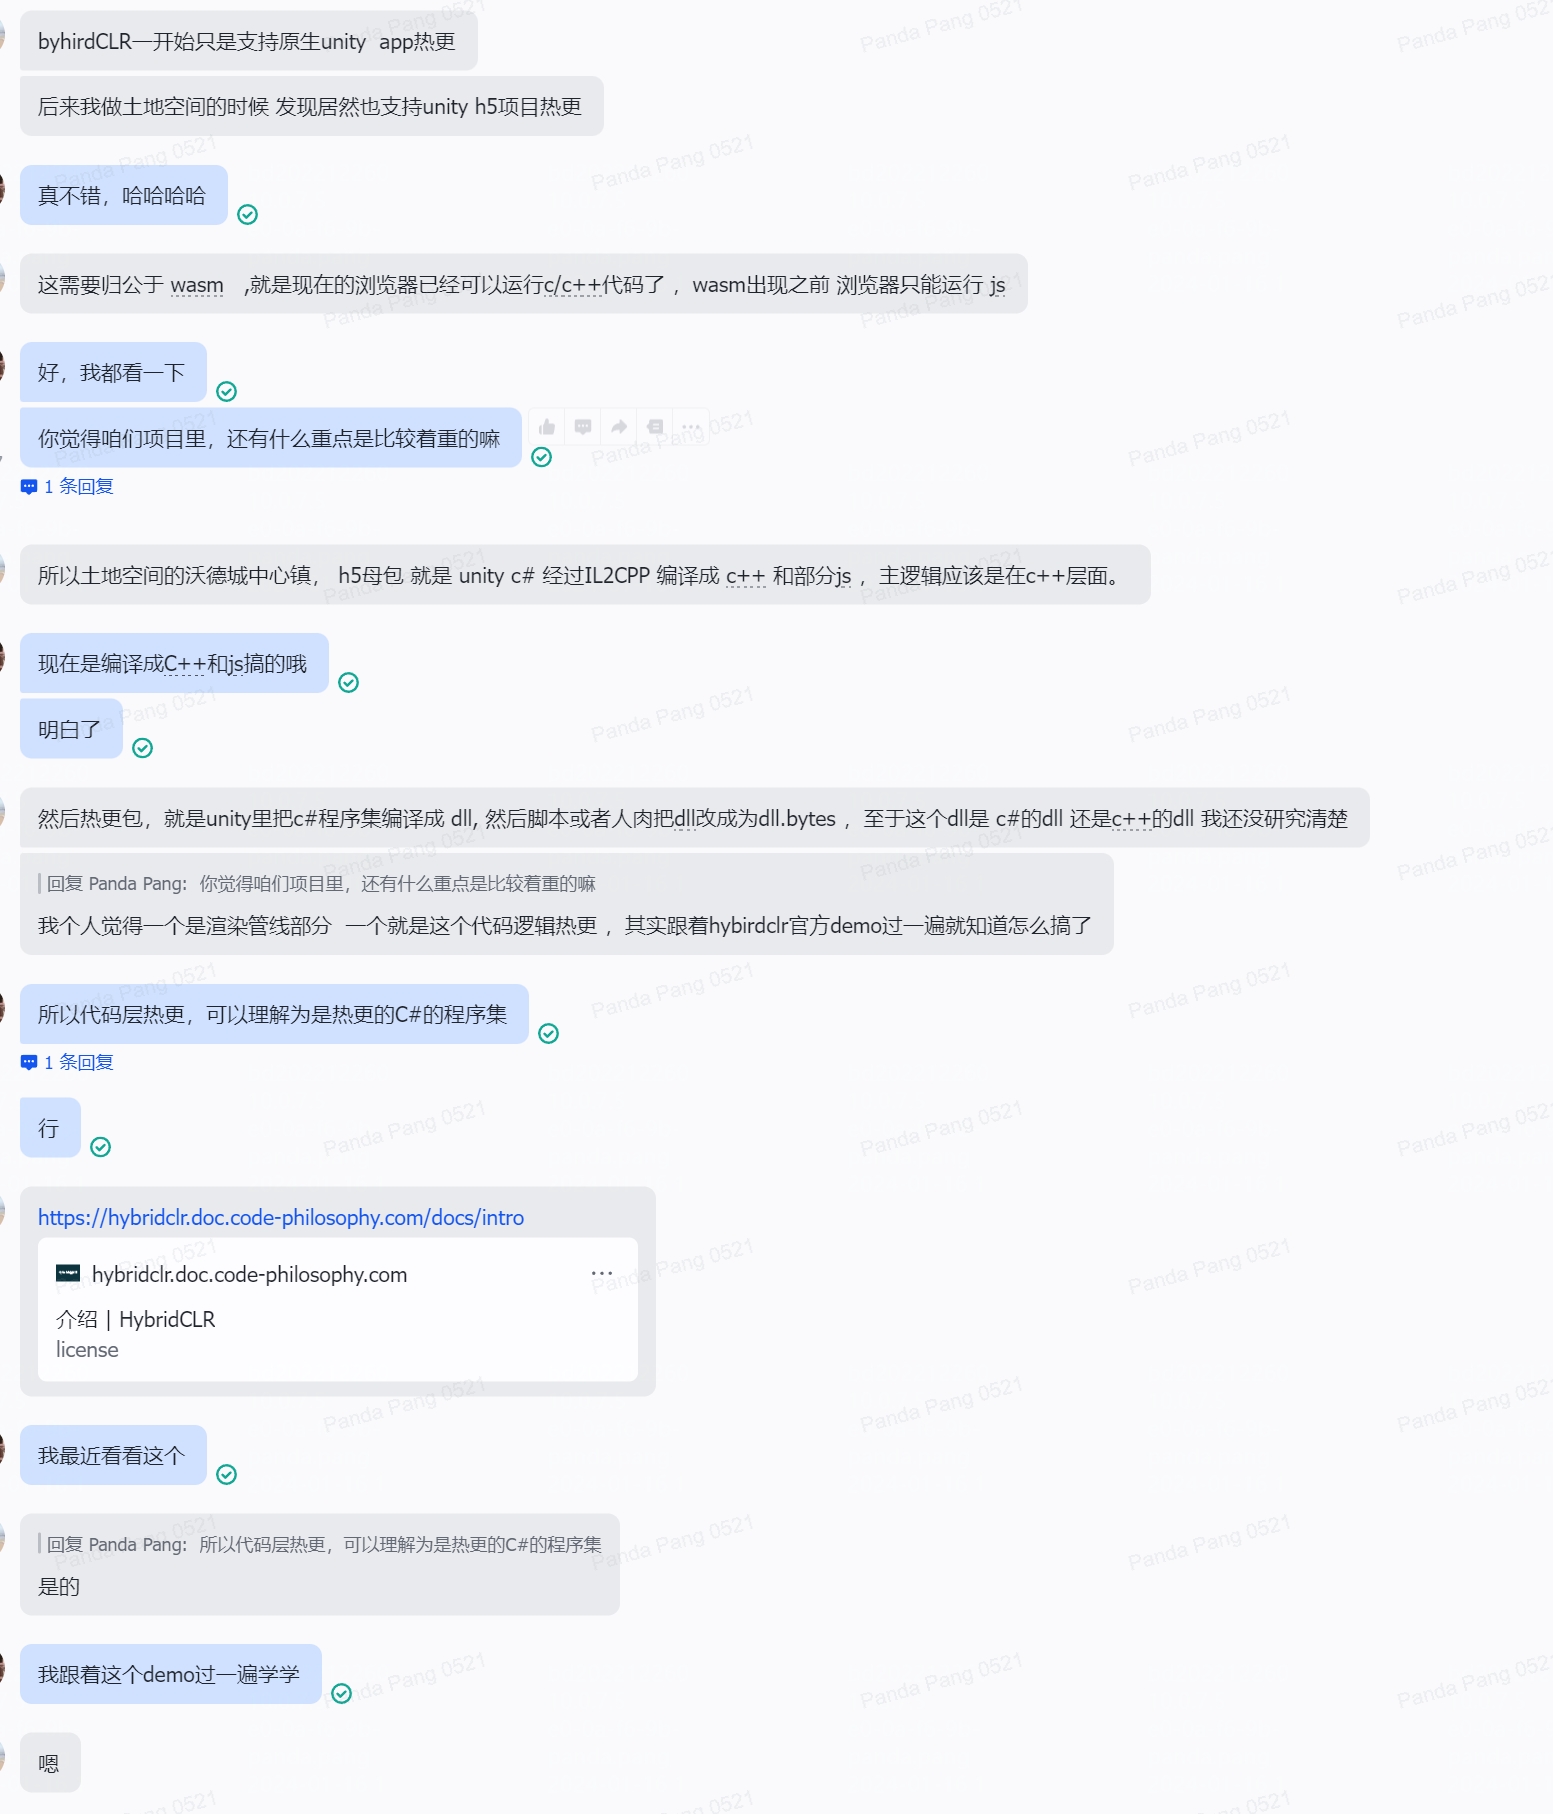 byhirdCLR一开始只是支持原生unity  app热更
后来我做土地空间的时候 发现居然也支持unity h5项目热更
真不错，哈哈哈哈
这需要归公于 wasm   ,就是现在的浏览器已经可以运行c/c++代码了 ，wasm出现之前 浏览器只能运行 js
好，我都看一下
你觉得咱们项目里，还有什么重点是比较着重的嘛
1 条回复
所以土地空间的沃德城中心镇， h5母包 就是 unity c# 经过IL2CPP 编译成 c++ 和部分js ，主逻辑应该是在c++层面。
现在是编译成C++和js搞的哦
明白了
然后热更包，就是unity里把c#程序集编译成 dll, 然后脚本或者人肉把dll改成为dll.bytes ，至于这个dll是 c#的dll 还是c++的dll 我还没研究清楚
回复 Panda Pang: 你觉得咱们项目里，还有什么重点是比较着重的嘛
我个人觉得一个是渲染管线部分  一个就是这个代码逻辑热更 ，其实跟着hybirdclr官方demo过一遍就知道怎么搞了
所以代码层热更，可以理解为是热更的C#的程序集
1 条回复
行
https://hybridclr.doc.code-philosophy.com/docs/intro
hybridclr.doc.code-philosophy.com
介绍 | HybridCLR
license
我最近看看这个
回复 Panda Pang: 所以代码层热更，可以理解为是热更的C#的程序集
是的
我跟着这个demo过一遍学学
嗯
Panda Pang 0521